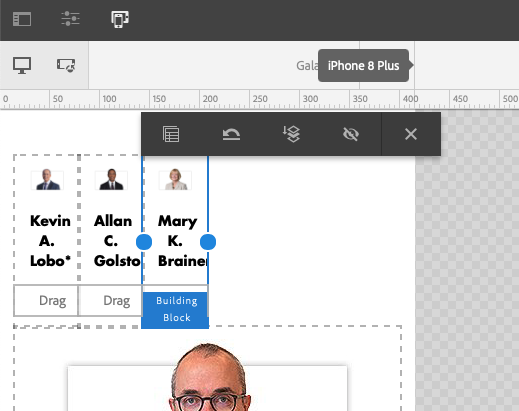 Gala
iPhone 8 Plus
0 50 100 150 200 250 300 350 400 450 500
Kevin
A.
Lobo*
Allan
C.
Golsto
Mary
K.
Brainer
Drag
Drag
Building
Block